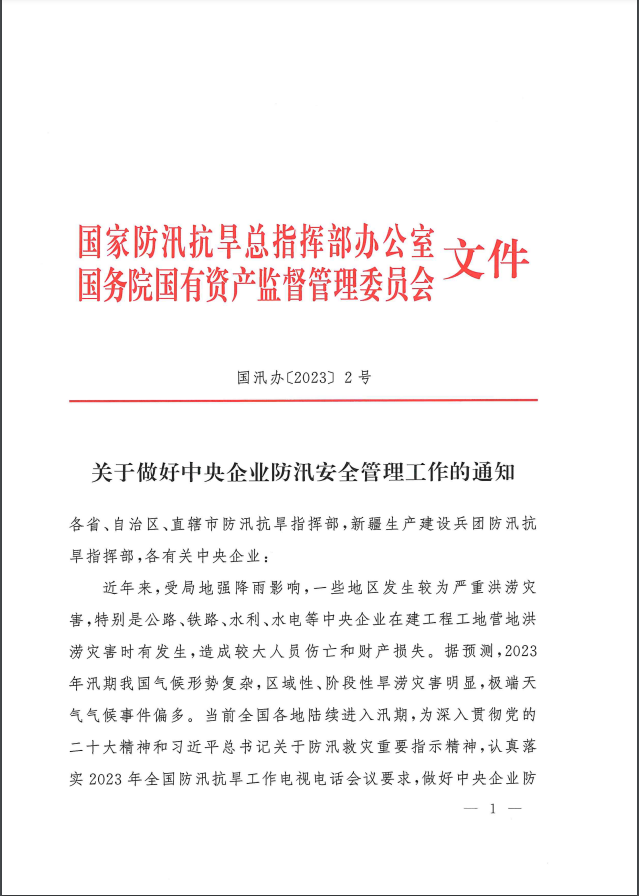 国家防汛抗旱总指挥部办公室
国务院国有资产监督管理委员会
文件
国汛办〔2023〕2号
关于做好中央企业防汛安全管理工作的通知
各省、自治区、直辖市防汛抗旱指挥部,新疆生产建设兵团防汛抗
旱指挥部,各有关中央企业:
近年来,受局地强降雨影响,一些地区发生较为严重洪涝灾
害,特别是公路、铁路、水利、水电等中央企业在建工程工地营地洪
涝灾害时有发生,造成较大人员伤亡和财产损失。据预测,2023
年汛期我国气候形势复杂,区域性、阶段性旱涝灾害明显,极端天
气气候事件偏多。当前全国各地陆续进入汛期,为深入贯彻党的
二十大精神和习近平总书记关于防汛救灾重要指示精神,认真落
实2023年全国防汛抗旱工作电视电话会议要求,做好中央企业防
— 1 —